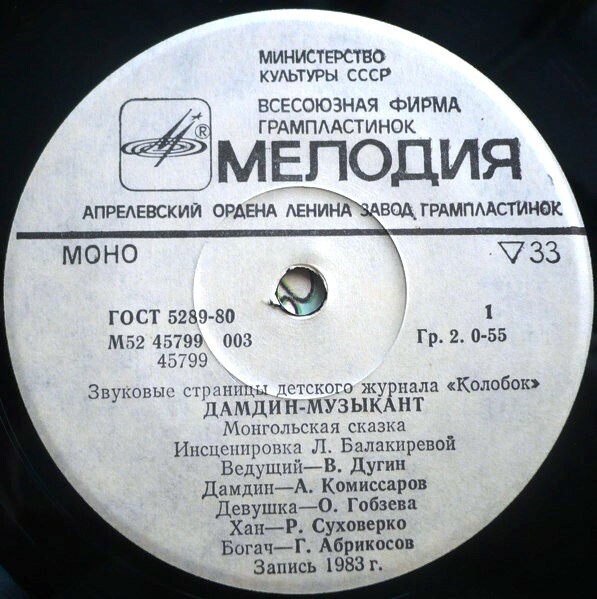 МИНИСТЕРСТВО
КУЛЬТУРЫ СССР
ВСЕСОЮЗНАЯ ФИРМА
ГРАМПЛАСТИНОК
® МЕЛОДИЯ
АПРЕЛЕВСКИЙ ОРДЕНА ЛЕНИНА ЗАВОД ГРАМПЛАСТИНОК
МОНО ▽33
ГОСТ 5289-80 1
М52 45799 003 Гр. 2. 0-55
45799
Звуковые страницы детского журнала «Колобок»
ДАМДИН-МУЗЫКАНТ
Монгольская сказка
Инсценировка Л. Балакиревой
Ведущий—В. Дугин
Дамдин—А. Комиссаров
Девушка—О. Гобзева
Хан—Р. Суховерко
Богач—Г. Абрикосов
Запись 1983 г.